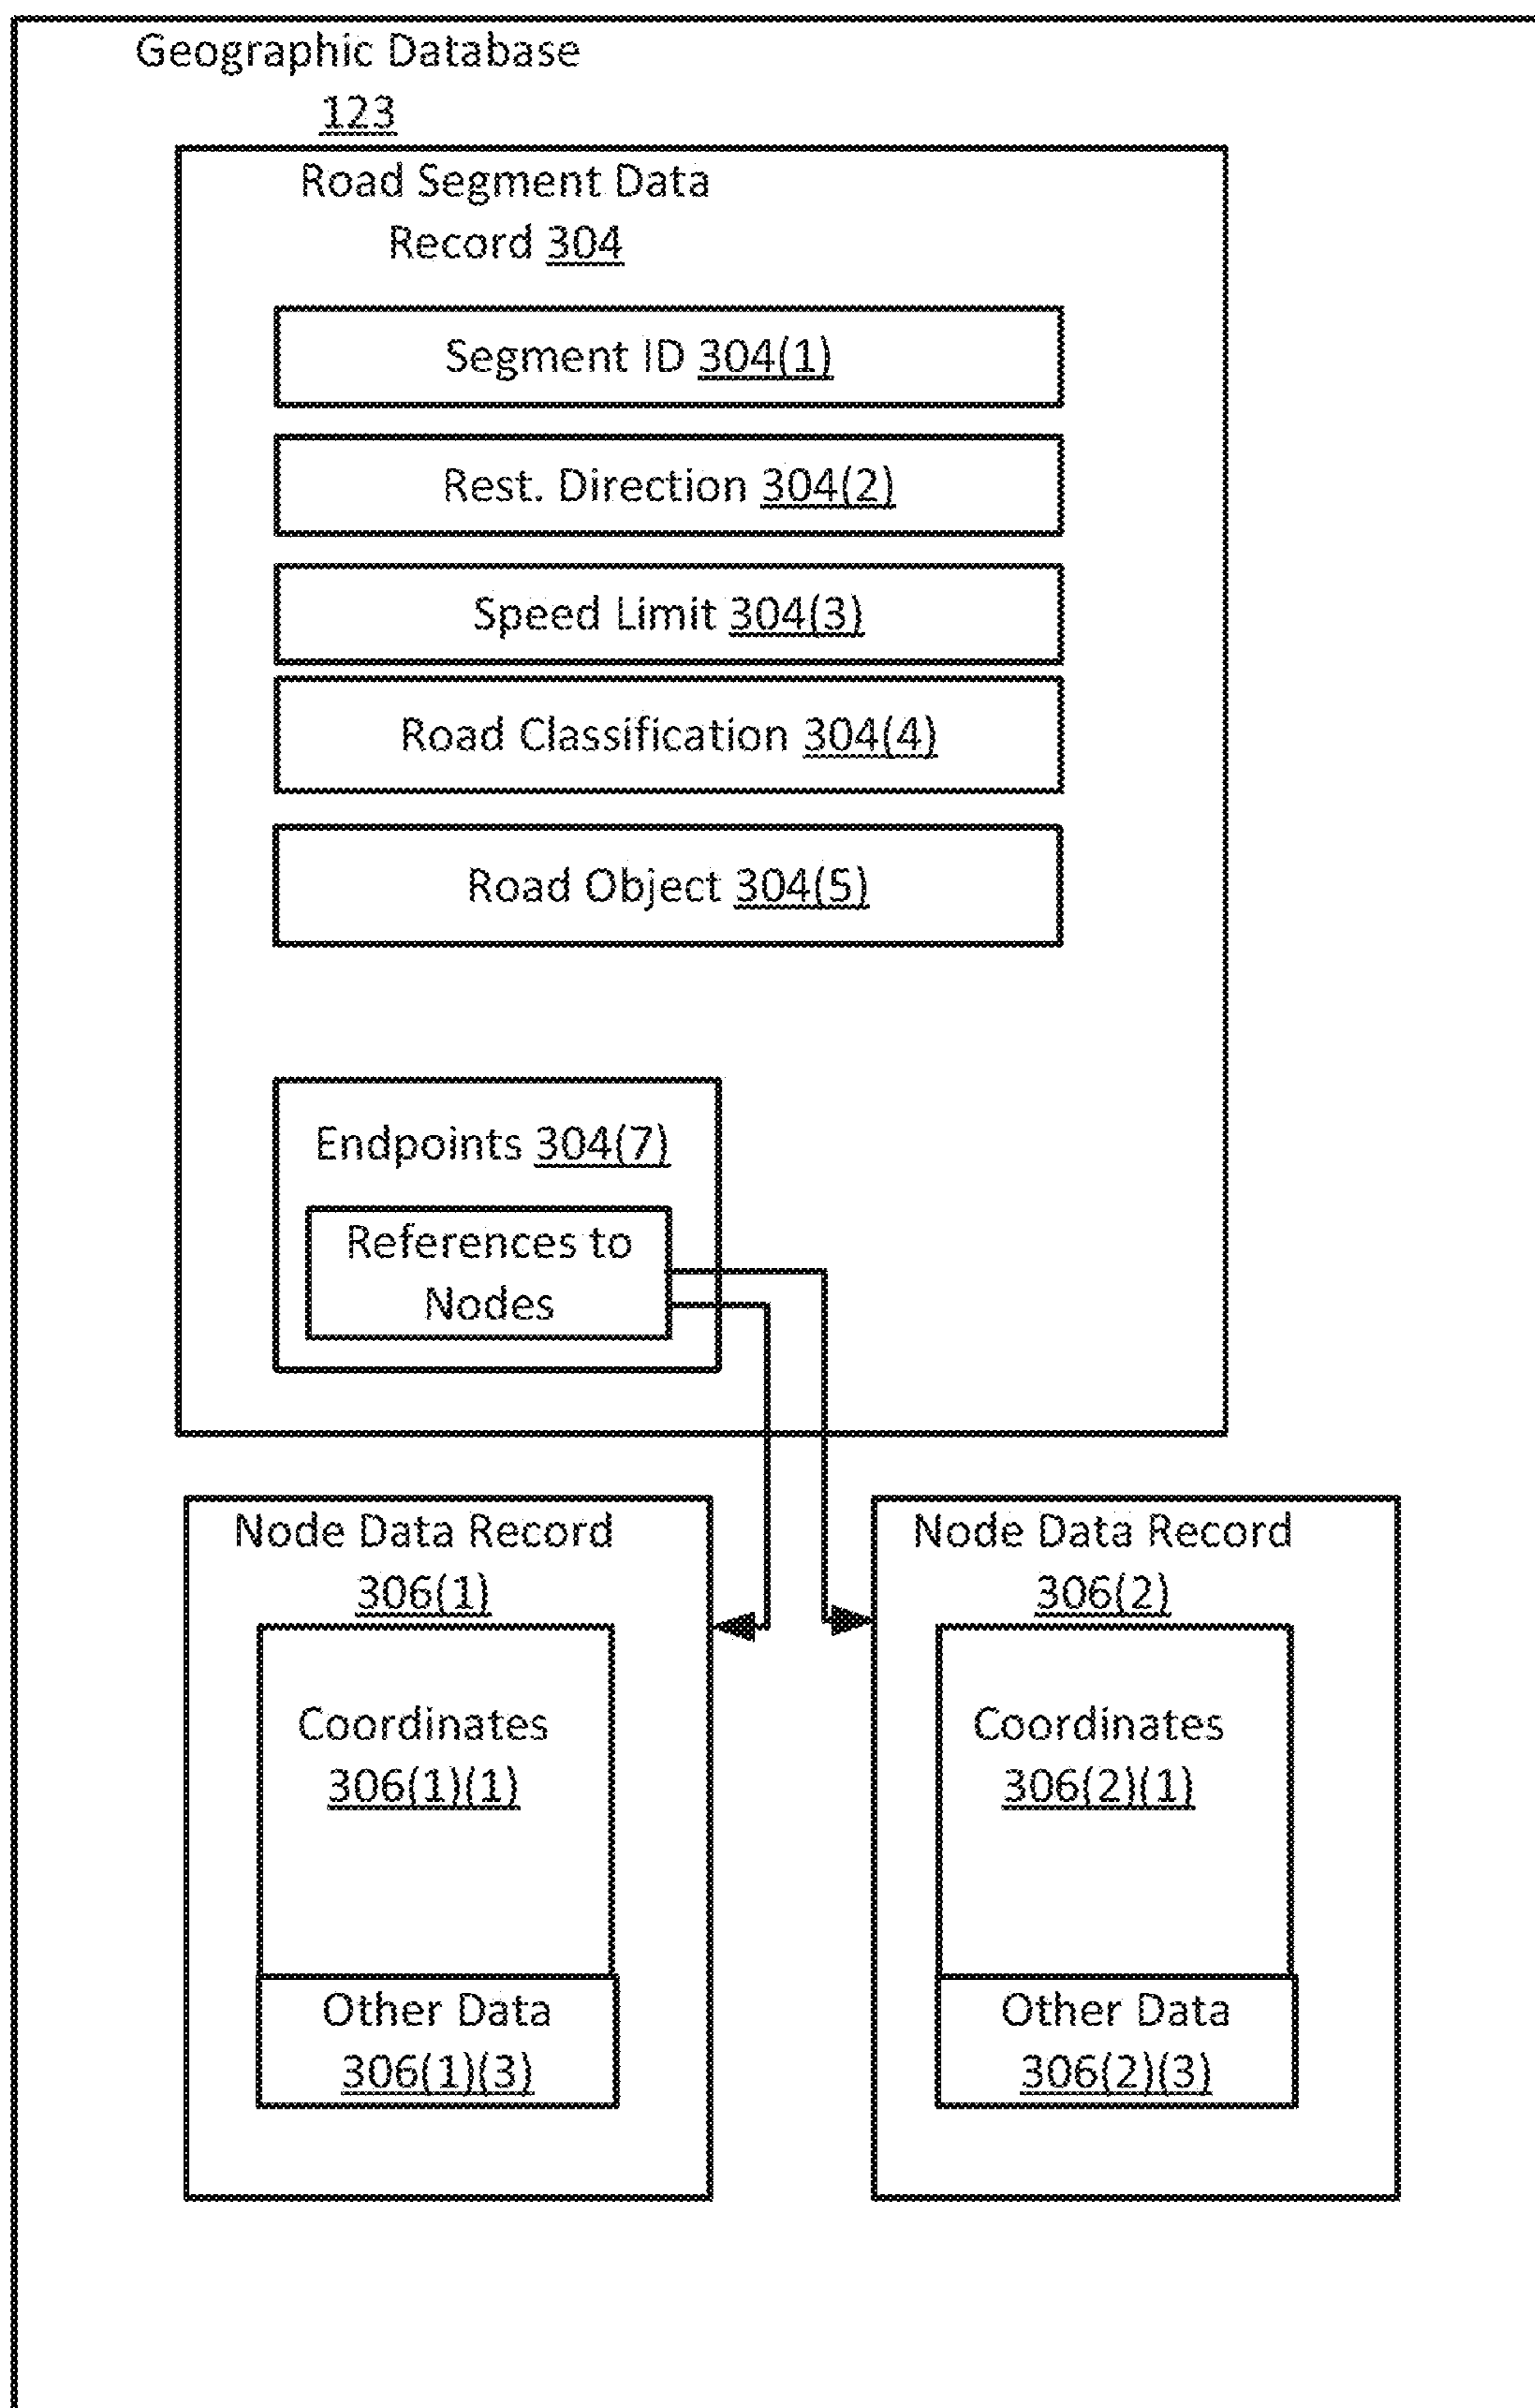 Geographic Database
123
Road Segment Data
Record 304
Segment ID 304(1)
Rest. Direction 304(2)
Speed Limit 304(3)
Road Classification 304(4)
Road Object 304(5)
Endpoints 304(7)
References to
Nodes
Node Data Record
306(1)
Coordinates
306(1)(1)
Other Data
306(1)(3)
Node Data Record
306(2)
Coordinates
306(2)(1)
Other Data
306(2)(3)